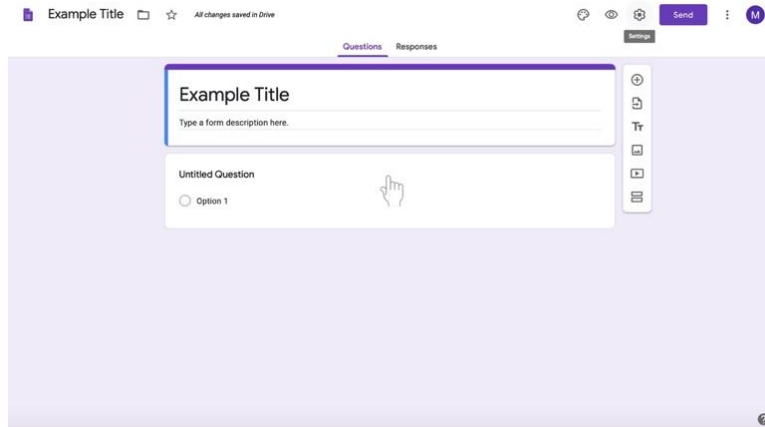 Example Title
All changes saved in Drive
Send
M
Settings
Questions Responses
Example Title
Type a form description here.
Tт
Untitled Question
Option 1